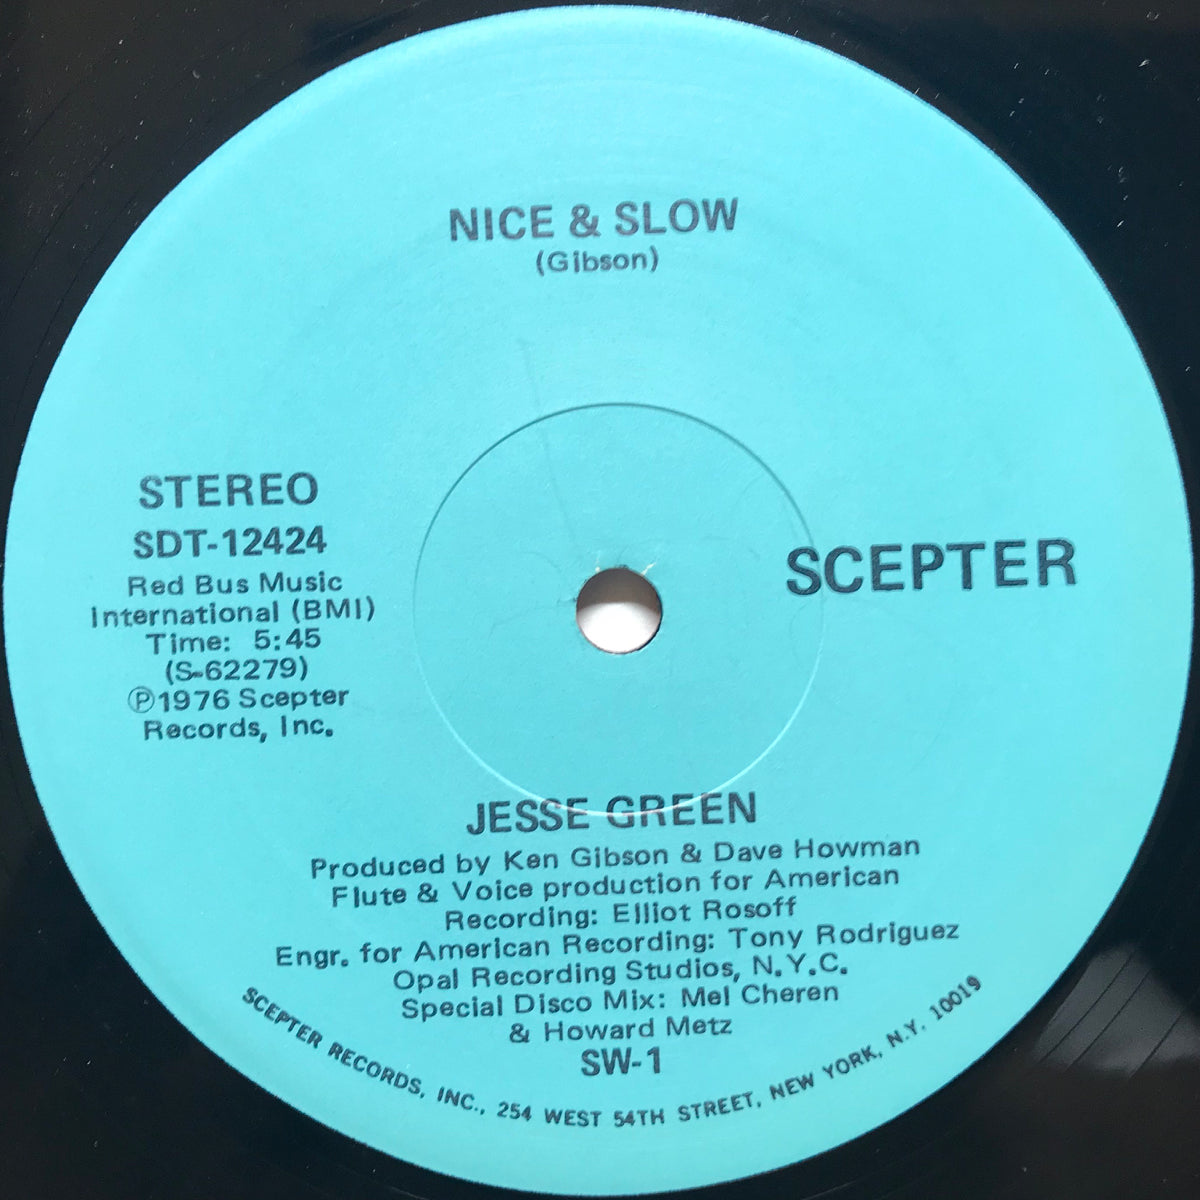 NICE & SLOW
(Gibson)
STEREO
SDT-12424
Red Bus Music
International (BMI)
Time: 5:45
(S-62279)
Ⓟ1976 Scepter
Records, Inc.
SCEPTER
JESSE GREEN
Produced by Ken Gibson & Dave Howman
Flute & Voice production for American
Recording: Elliot Rosoff
Engr. for American Recording: Tony Rodriguez
Opal Recording Studios, N.Y.C.
Special Disco Mix: Mel Cheren
& Howard Metz
SW-1
SCEPTER RECORDS, INC., 254 WEST 54TH STREET, NEW YORK, N.Y. 10019